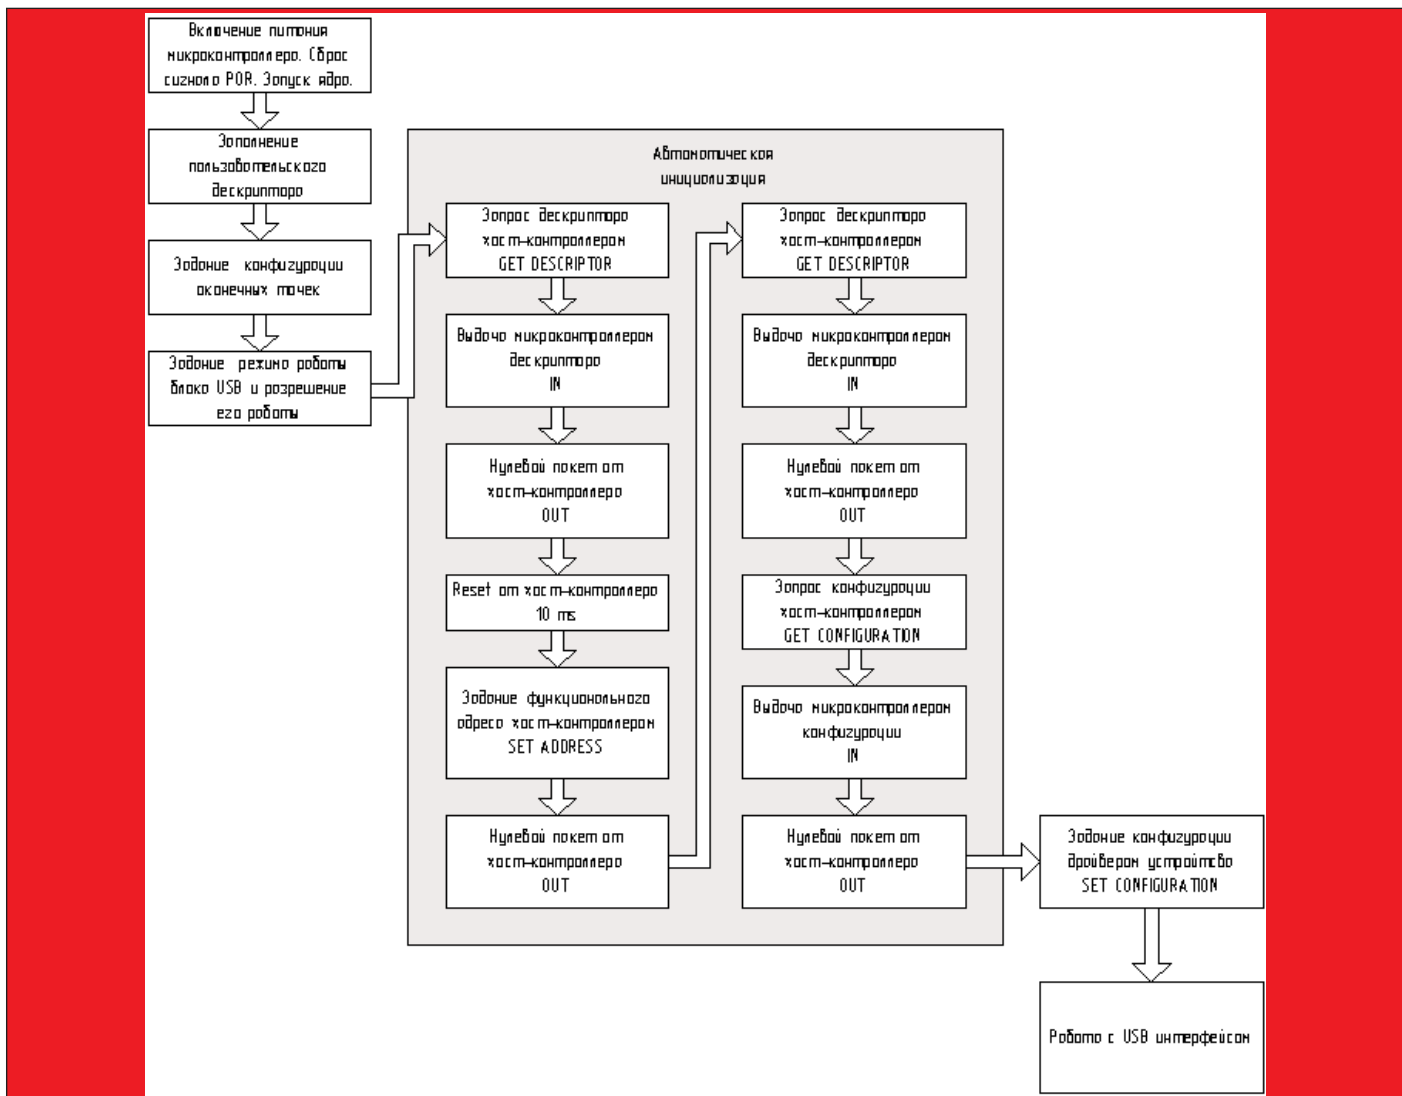 Включение питания
микроконтроллера. Сброс
сигнала POR. Запуск ядра.
Заполнение
пользовательского
дескриптора
Задание конфигурации
оконечных точек
Задание режима работы
блока USB и разрешение
его работы
Автоматическая
инициализация
Запрос дескриптора
хост-контроллером
GET DESCRIPTOR
Выдача микроконтроллером
дескриптора
IN
Нулевой пакет от
хост-контроллера
OUT
Reset от хост-контроллера
10 ms
Задание функционального
адреса хост-контроллером
SET ADDRESS
Нулевой пакет от
хост-контроллера
OUT
Запрос дескриптора
хост-контроллером
GET DESCRIPTOR
Выдача микроконтроллером
дескриптора
IN
Нулевой пакет от
хост-контроллера
OUT
Запрос конфигурации
хост-контроллером
GET CONFIGURATION
Выдача микроконтроллером
конфигурации
IN
Нулевой пакет от
хост-контроллера
OUT
Задание конфигурации
драйвером устройства
SET CONFIGURATION
Работа с USB интерфейсом